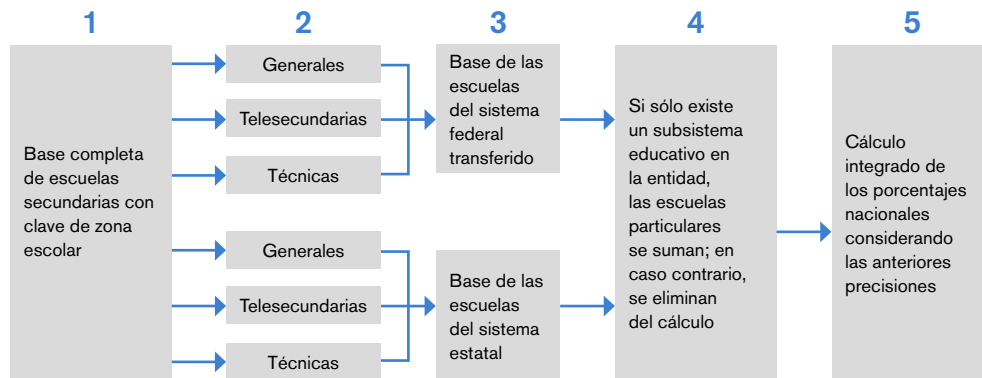 1
2
3
4
5
Base completa
de escuelas
secundarias con
clave de zona
escolar
Generales
Telesecundarias
Técnicas
Generales
Telesecundarias
Técnicas
Base de las
escuelas
del sistema
federal
transferido
Base de las
escuelas
del sistema
estatal
Si sólo existe
un subsistema
educativo en
la entidad,
las escuelas
particulares
se suman; en
caso contrario,
se eliminan
del cálculo
Cálculo
integrado de
los porcentajes
nacionales
considerando
las anteriores
precisiones